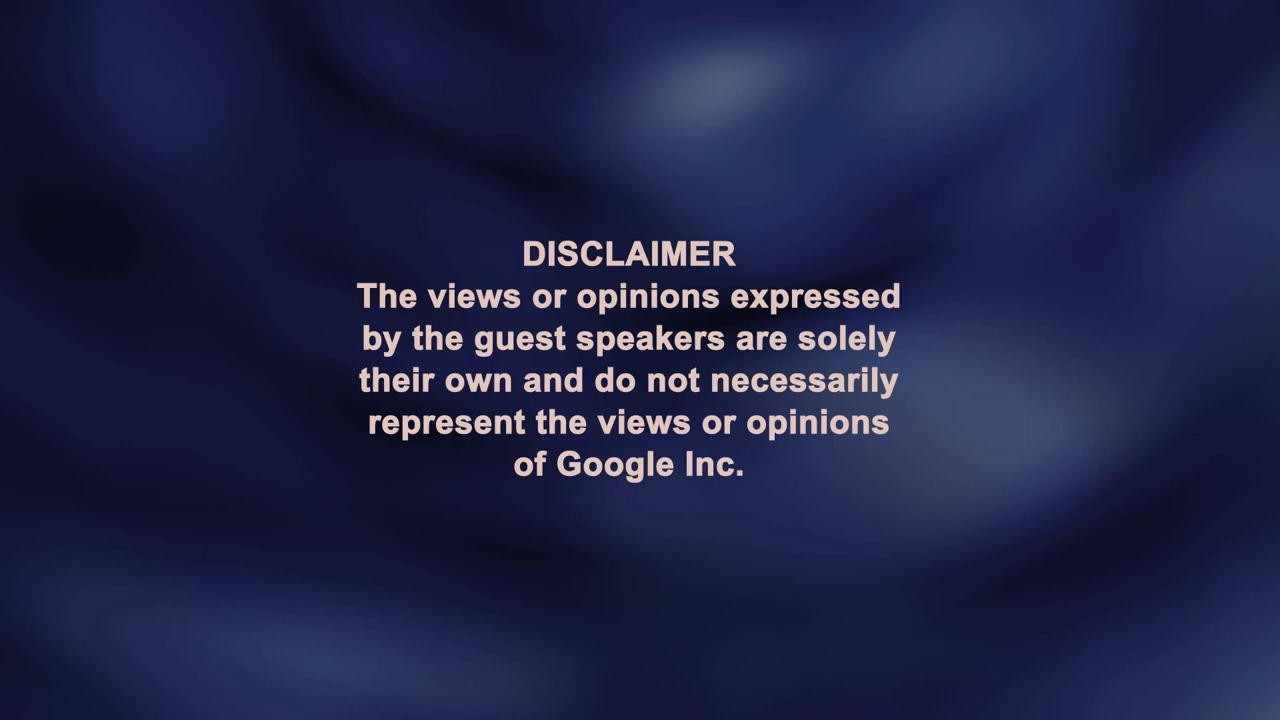 DISCLAIMER
The views or opinions expressed
by the guest speakers are solely
their own and do not necessarily
represent the views or opinions
of Google Inc.